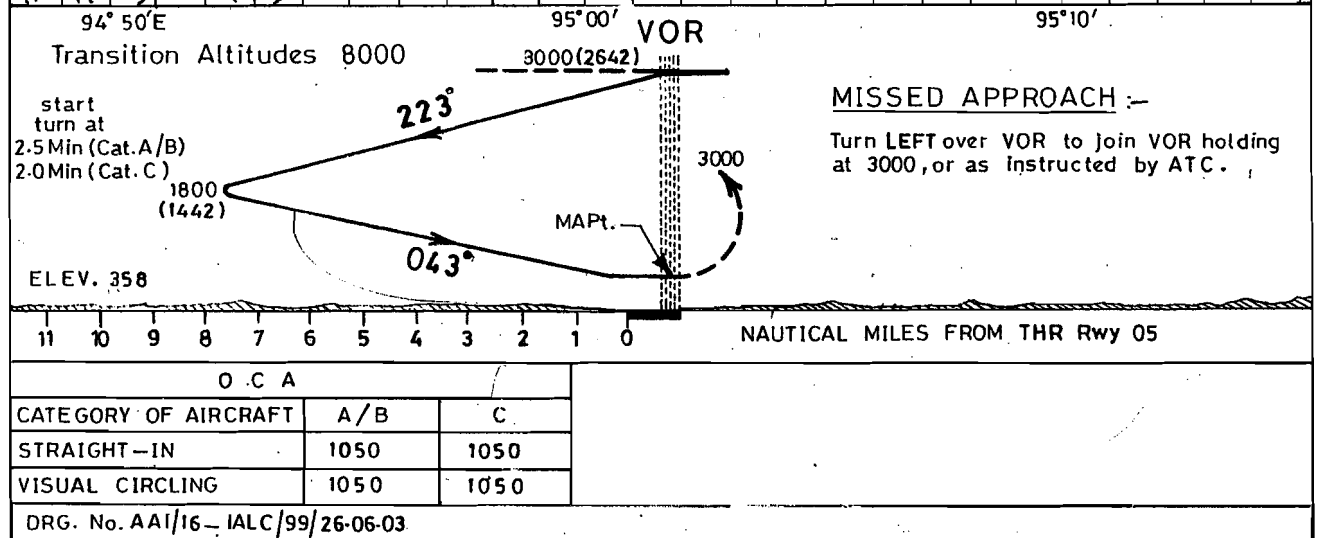 94° 50'E 95°00' 95°10'
VOR
Transition Altitudes 8000
3000(2642)
start
turn at
2.5 Min (Cat. A/B)
2.0 Min (Cat. C)
223°
1800
(1442)
MISSED APPROACH :-
Turn LEFT over VOR to join VOR holding
at 3000, or as instructed by ATC.
3000
MAPt.
043°
ELEV. 358
11 10 9 8 7 6 5 4 3 2 1 0 NAUTICAL MILES FROM THR Rwy 05
O.C A
CATEGORY OF AIRCRAFT A/B C
STRAIGHT-IN 1050 1050
VISUAL CIRCLING 1050 1050
DRG. No. AAI/16-IALC/99/26-06-03